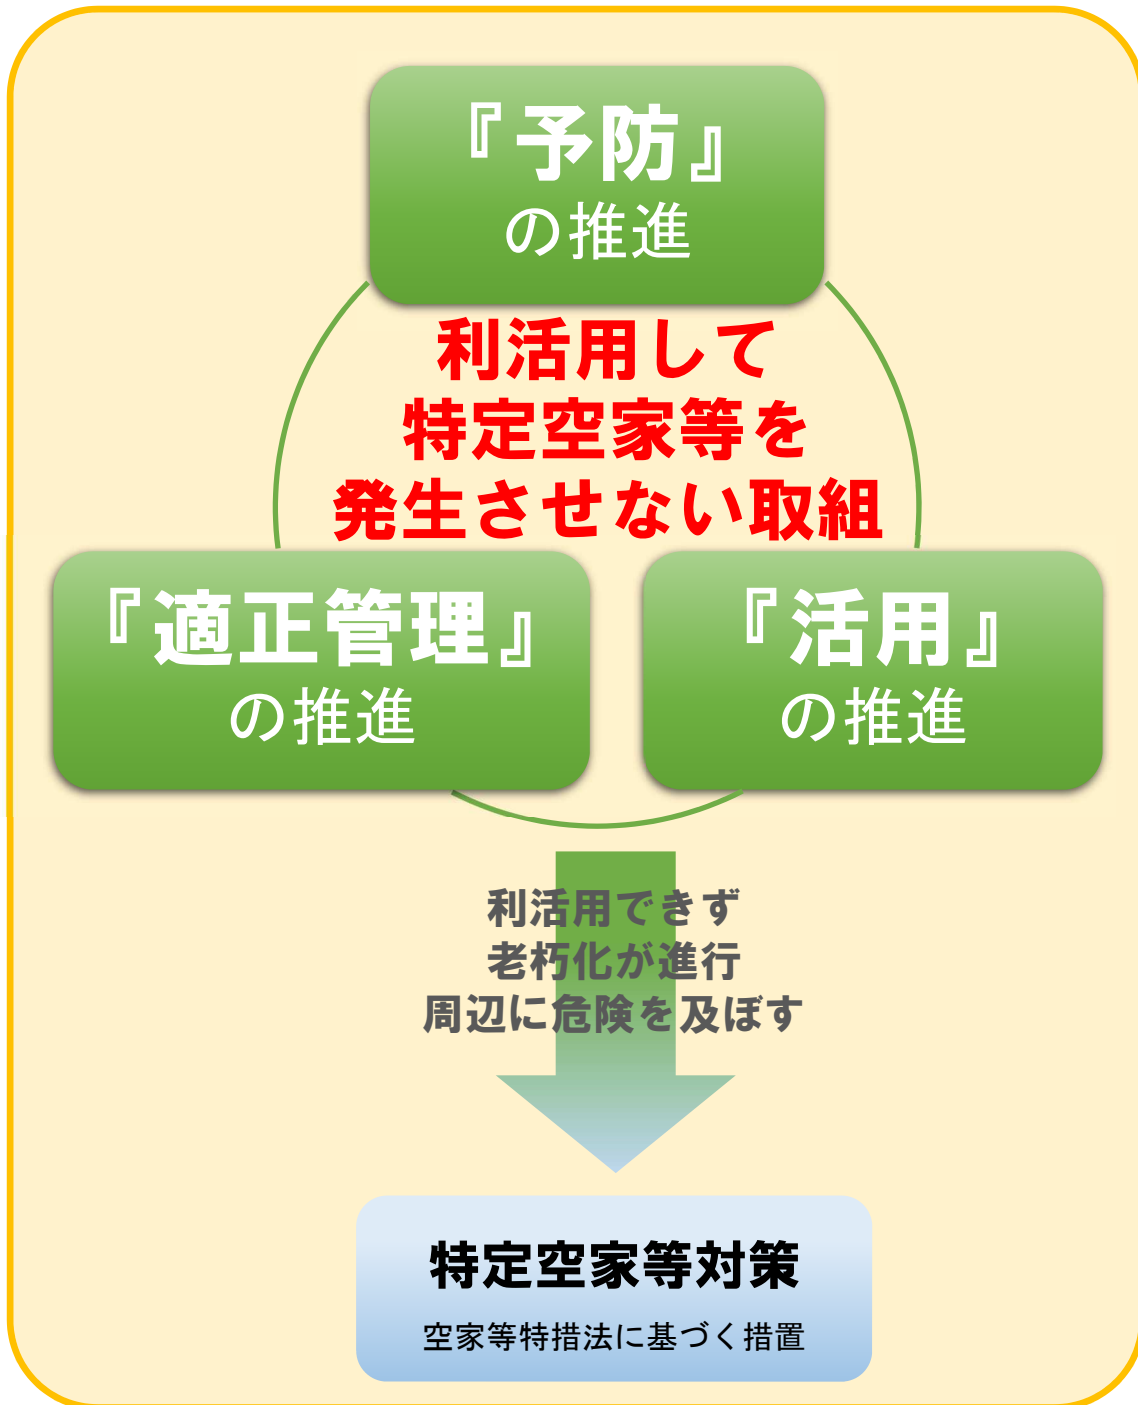 『予防』
の推進
利活用して
特定空家等を
発生させない取組
『適正管理』
の推進
『活用』
の推進
利活用できず
老朽化が進行
周辺に危険を及ぼす
特定空家等対策
空家等特措法に基づく措置